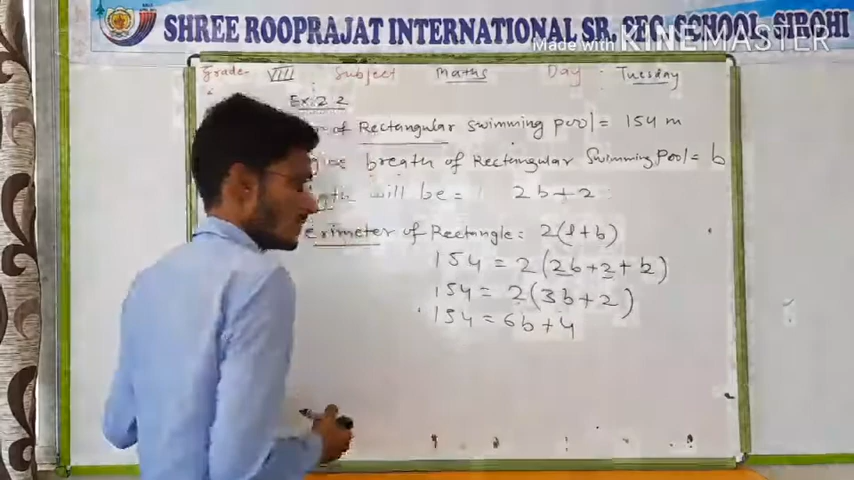 SHREE ROOPRAJAT INTERNATIONAL SR. SEC. SCHOOL SIROHI
Made with KINEMASTER
Grade- VIII Subject Maths Day Tuesday
Ex: 2.2
of Rectangular swimming pool = 154 m
breath of Rectangular Swimming Pool = b
will be = 2b+2
erimeter of Rectangle = 2(l+b)
154 = 2(2b+2+b)
154 = 2(3b+2)
154 = 6b+4